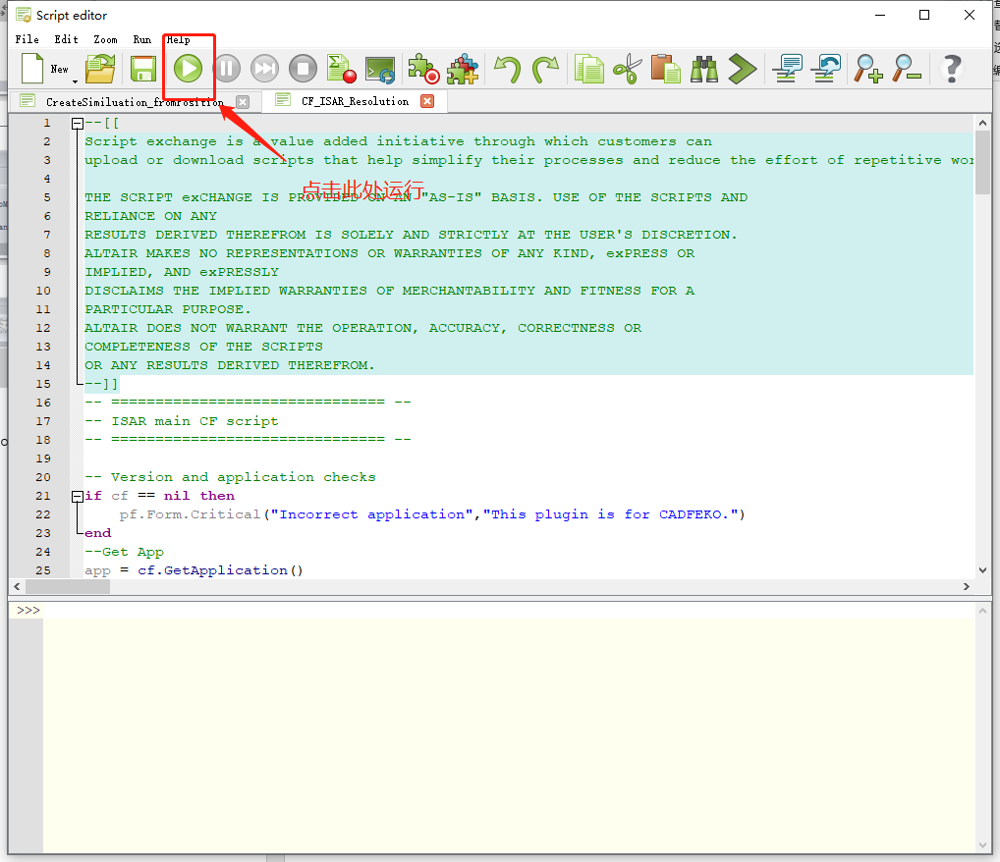 Script editor
File Edit Zoom Run Help
New
CreateSimiluation_fromrosition CF_ISAR_Resolution
1 --[[
2 Script exchange is a value added initiative through which customers can
3 upload or download scripts that help simplify their processes and reduce the effort of repetitive wor
4
点击此处运行
5 THE SCRIPT exCHANGE IS PROVIDED ON AN "AS-IS" BASIS. USE OF THE SCRIPTS AND
6 RELIANCE ON ANY
7 RESULTS DERIVED THEREFROM IS SOLELY AND STRICTLY AT THE USER'S DISCRETION.
8 ALTAIR MAKES NO REPRESENTATIONS OR WARRANTIES OF ANY KIND, exPRESS OR
9 IMPLIED, AND exPRESSLY
10 DISCLAIMS THE IMPLIED WARRANTIES OF MERCHANTABILITY AND FITNESS FOR A
11 PARTICULAR PURPOSE.
12 ALTAIR DOES NOT WARRANT THE OPERATION, ACCURACY, CORRECTNESS OR
13 COMPLETENESS OF THE SCRIPTS
14 OR ANY RESULTS DERIVED THEREFROM.
15 --]]
16 -- =============================== --
17 -- ISAR main CF script
18 -- =============================== --
19
20 -- Version and application checks
21 if cf == nil then
22 pf.Form.Critical("Incorrect application","This plugin is for CADFEKO.")
23 end
24 --Get App
25 app = cf.GetApplication()
>>>